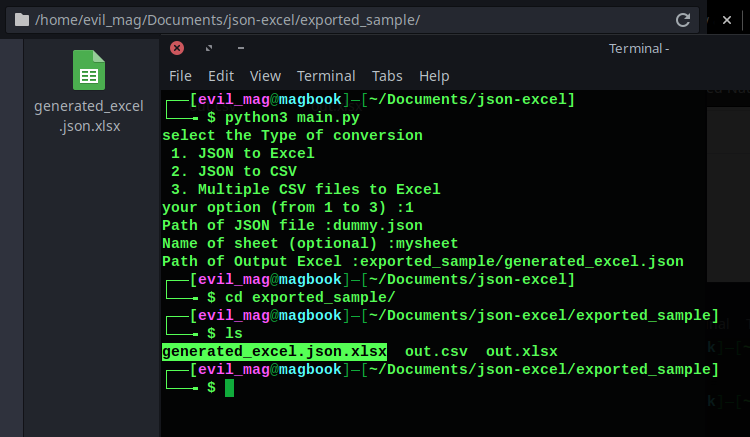 /home/evil_mag/Documents/json-excel/exported_sample/
generated_excel
.json.xlsx
Terminal -
File Edit View Terminal Tabs Help
┌──[evil_mag@magbook]─[~/Documents/json-excel]
└──╼ $ python3 main.py
select the Type of conversion
1. JSON to Excel
2. JSON to CSV
3. Multiple CSV files to Excel
your option (from 1 to 3) :1
Path of JSON file :dummy.json
Name of sheet (optional) :mysheet
Path of Output Excel :exported_sample/generated_excel.json
┌──[evil_mag@magbook]─[~/Documents/json-excel]
└──╼ $ cd exported_sample/
┌──[evil_mag@magbook]─[~/Documents/json-excel/exported_sample]
└──╼ $ ls
generated_excel.json.xlsx out.csv out.xlsx
┌──[evil_mag@magbook]─[~/Documents/json-excel/exported_sample]
└──╼ $